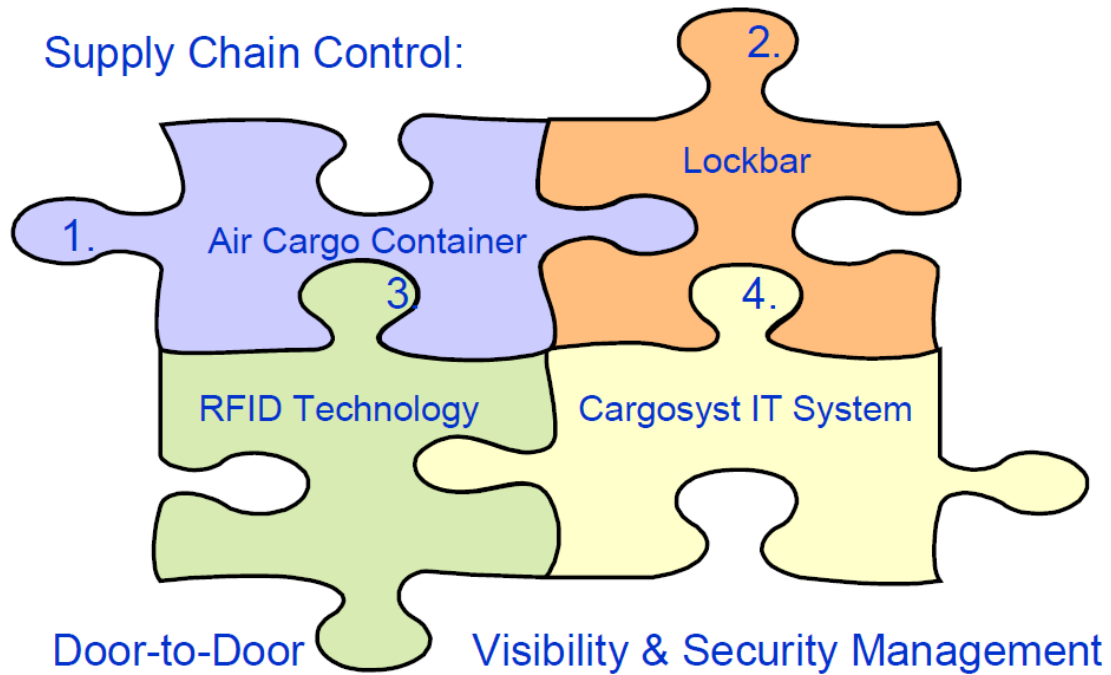 Supply Chain Control:
1.
Air Cargo Container
2.
Lockbar
3.
RFID Technology
4.
Cargosyst IT System
Door-to-Door
Visibility & Security Management